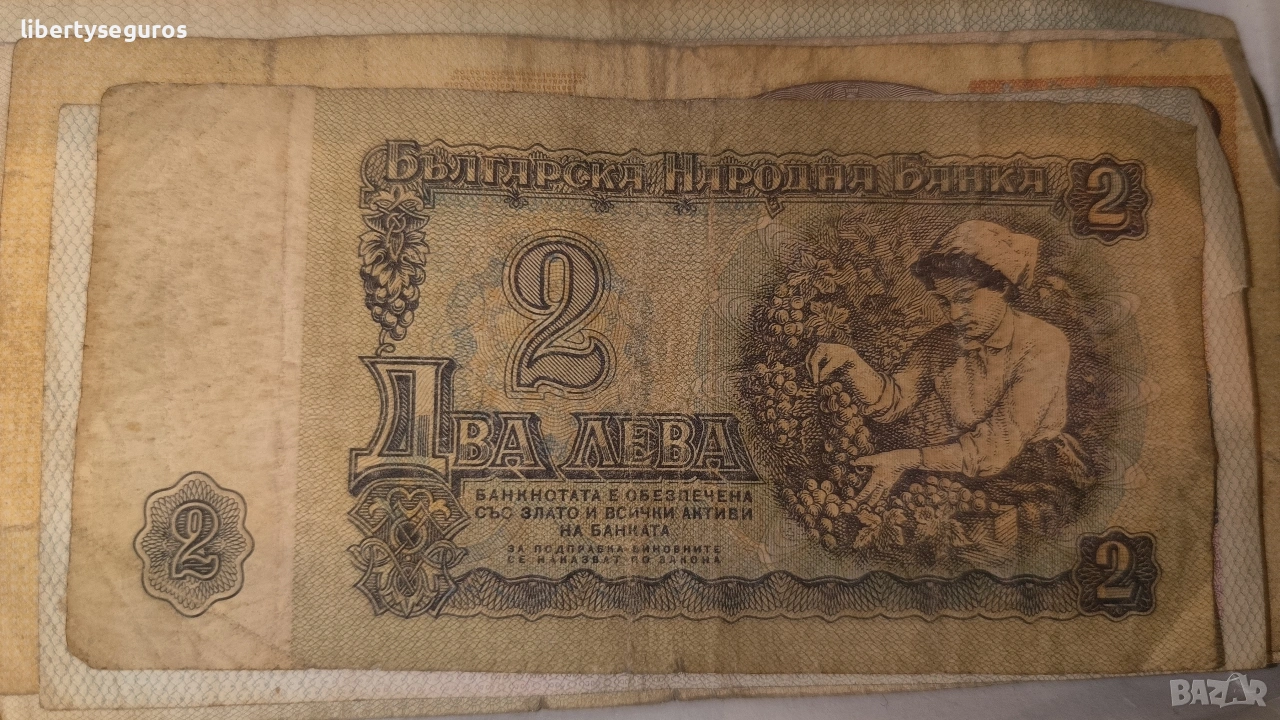 libertyseguros
Българска Народна Банка
2
2
Два лева
Банкнотата е обезпечена
със злато и всички активи
на банката
За подправка виновните
се наказват по закона
2
2
BAZAR